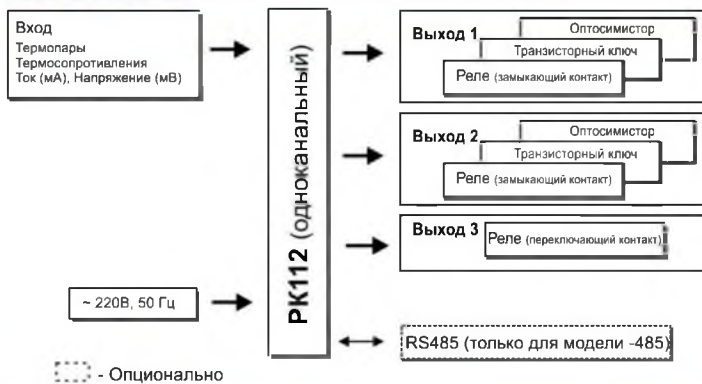 Вход
Термопары
Термосопротивления
Ток (мА), Напряжение (мВ)
~ 220В, 50 Гц
РК112 (одноканальный)
Выход 1
Оптосимистор
Транзисторный ключ
Реле (замыкающий контакт)
Выход 2
Оптосимистор
Транзисторный ключ
Реле (замыкающий контакт)
Выход 3
Реле (переключающий контакт)
RS485 (только для модели -485)
- Опционально